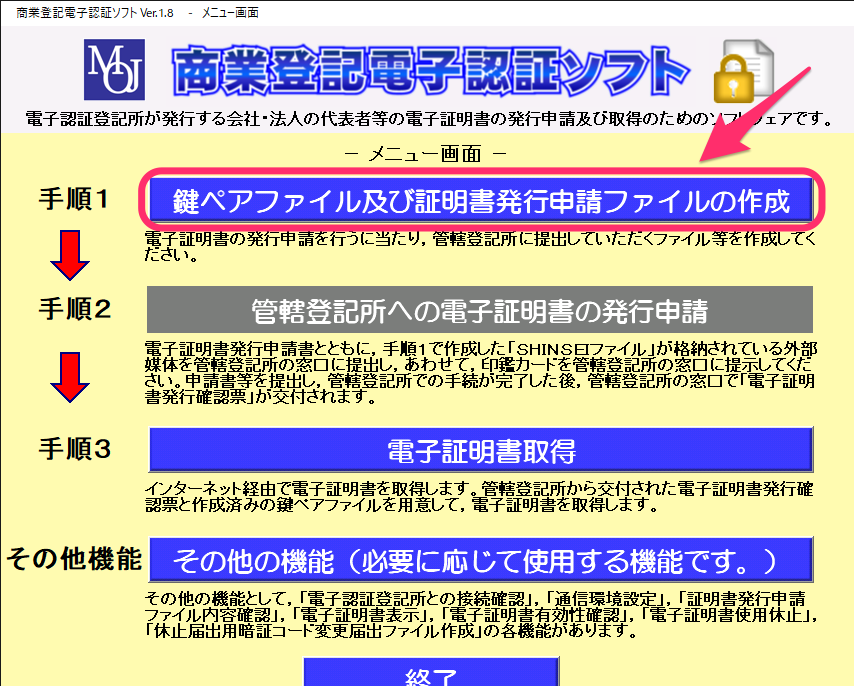 商業登記電子認証ソフト Ver.1.8 - メニュー画面
MOJ 商業登記電子認証ソフト
電子認証登記所が発行する会社・法人の代表者等の電子証明書の発行申請及び取得のためのソフトウェアです。
－ メニュー画面 －
手順1 鍵ペアファイル及び証明書発行申請ファイルの作成
電子証明書の発行申請を行うに当たり，管轄登記所に提出していただくファイル等を作成してく
ださい。
手順2 管轄登記所への電子証明書の発行申請
電子証明書発行申請書とともに，手順1で作成した「SHINSEIファイル」が格納されている外部
媒体を管轄登記所の窓口に提出し，あわせて，印鑑カードを管轄登記所の窓口に提示してくだ
さい。申請書等を提出し，管轄登記所での手続が完了した後，管轄登記所の窓口で「電子証明
書発行確認票」が交付されます。
手順3 電子証明書取得
インターネット経由で電子証明書を取得します。管轄登記所から交付された電子証明書発行確
認票と作成済みの鍵ペアファイルを用意して，電子証明書を取得します。
その他機能 その他の機能（必要に応じて使用する機能です。）
その他の機能として，「電子認証登記所との接続確認」，「通信環境設定」，「証明書発行申請
ファイル内容確認」，「電子証明書表示」，「電子証明書有効性確認」，「電子証明書使用休止」，
「休止届出用暗証コード変更届出ファイル作成」の各機能があります。
終了